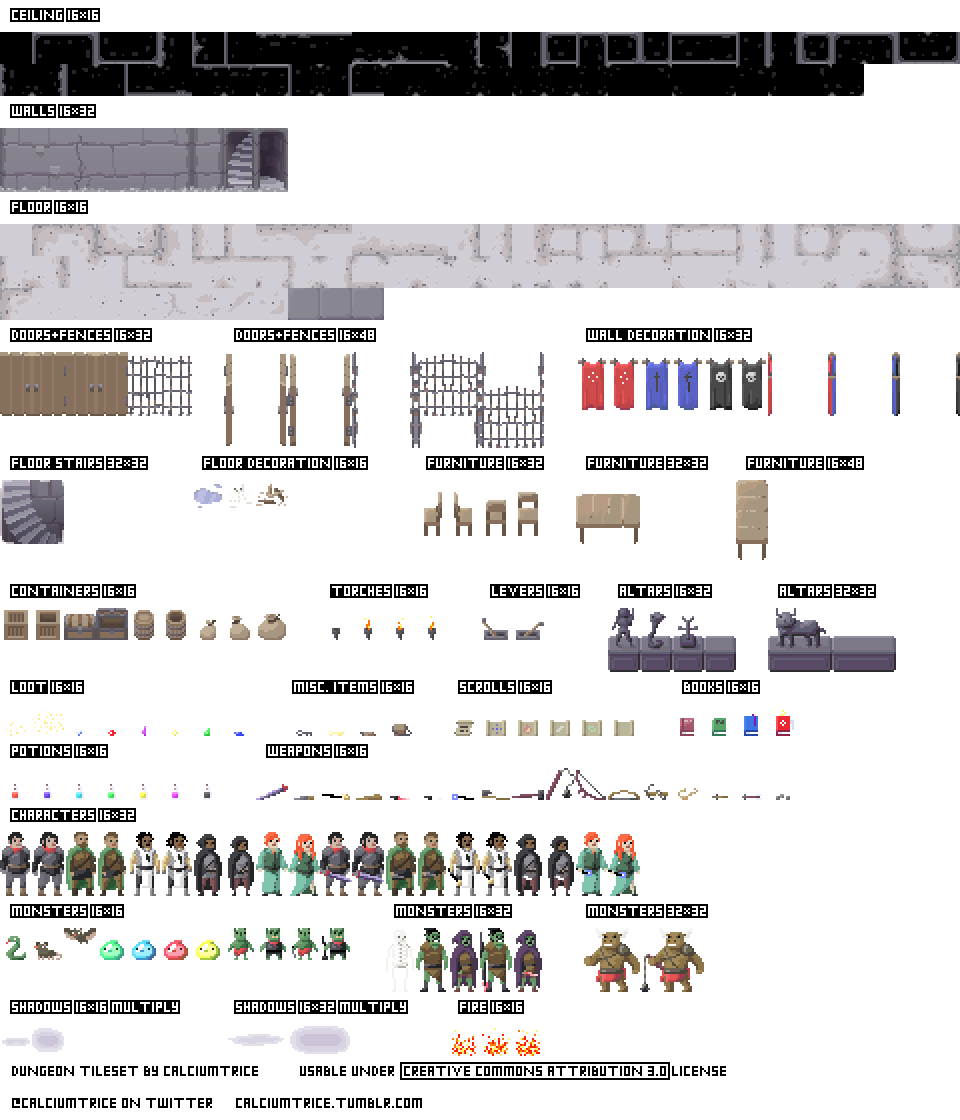 CEILING 16x16
WALLS 16x32
FLOOR 16x16
DOORS+FENCES 16x32 DOORS+FENCES 16x48 WALL DECORATION 16x32
FLOOR STAIRS 32x32 FLOOR DECORATION 16x16 FURNITURE 16x32 FURNITURE 32x32 FURNITURE 16x48
CONTAINERS 16x16 TORCHES 16x16 LEVERS 16x16 ALTARS 16x32 ALTARS 32x32
LOOT 16x16 MISC. ITEMS 16x16 SCROLLS 16x16 BOOKS 16x16
POTIONS 16x16 WEAPONS 16x16
CHARACTERS 16x32
MONSTERS 16x16 MONSTERS 16x32 MONSTERS 32x32
SHADOWS 16x16 MULTIPLY SHADOWS 16x32 MULTIPLY FIRE 16x16
DUNGEON TILESET BY CALCIUMTRICE USABLE UNDER CREATIVE COMMONS ATTRIBUTION 3.0 LICENSE
@CALCIUMTRICE ON TWITTER CALCIUMTRICE.TUMBLR.COM